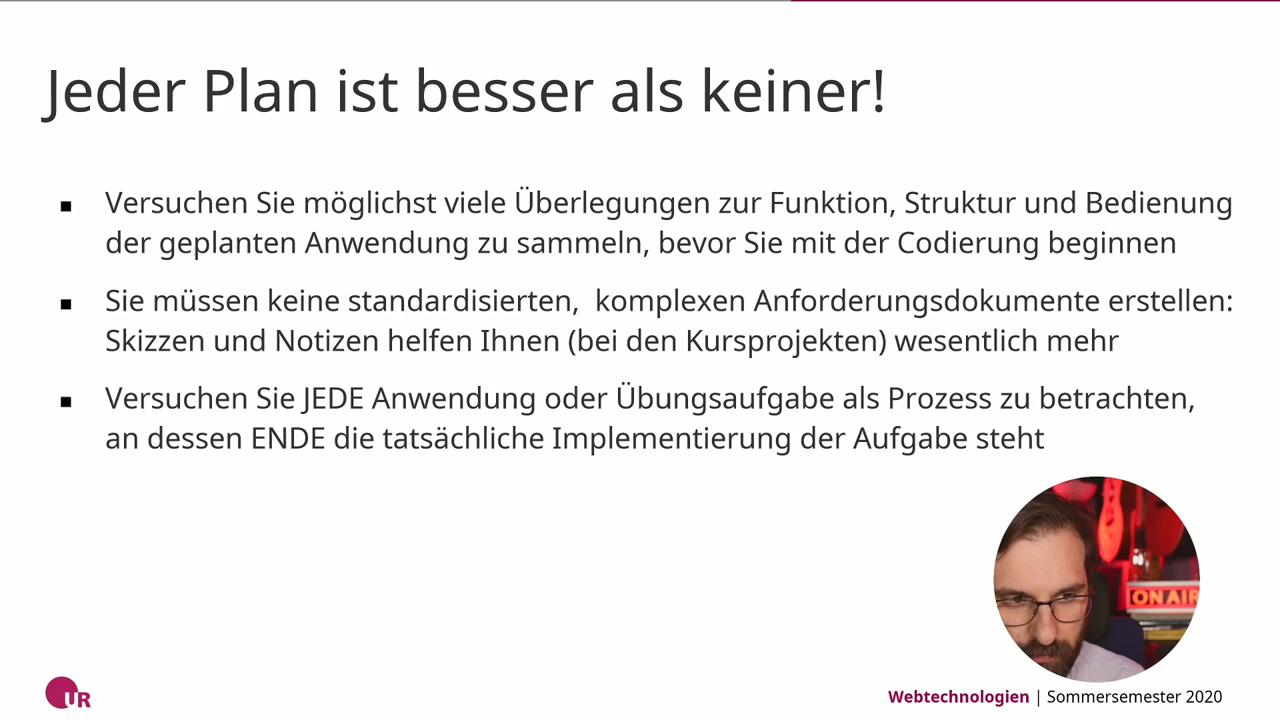 Jeder Plan ist besser als keiner!
▪ Versuchen Sie möglichst viele Überlegungen zur Funktion, Struktur und Bedienung
der geplanten Anwendung zu sammeln, bevor Sie mit der Codierung beginnen
▪ Sie müssen keine standardisierten,  komplexen Anforderungsdokumente erstellen:
Skizzen und Notizen helfen Ihnen (bei den Kursprojekten) wesentlich mehr
▪ Versuchen Sie JEDE Anwendung oder Übungsaufgabe als Prozess zu betrachten,
an dessen ENDE die tatsächliche Implementierung der Aufgabe steht
ON AIR
UR
Webtechnologien | Sommersemester 2020